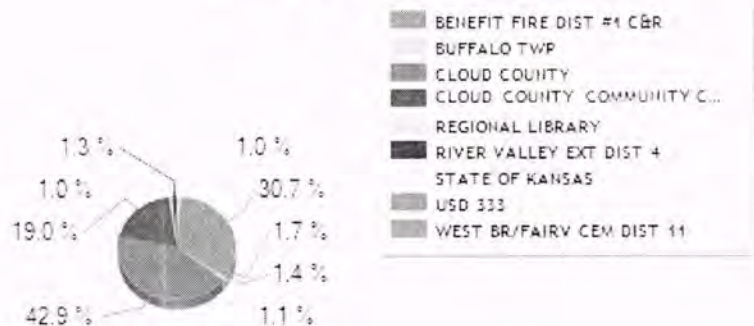 BENEFIT FIRE DIST #1 C&R
BUFFALO TWP
CLOUD COUNTY
CLOUD COUNTY COMMUNITY C...
REGIONAL LIBRARY
RIVER VALLEY EXT DIST 4
STATE OF KANSAS
USD 333
WEST BR/FAIRV CEM DIST 11
1.3 %
1.0 %
1.0 %
30.7 %
19.0 %
1.7 %
1.4 %
42.9 %
1.1 %